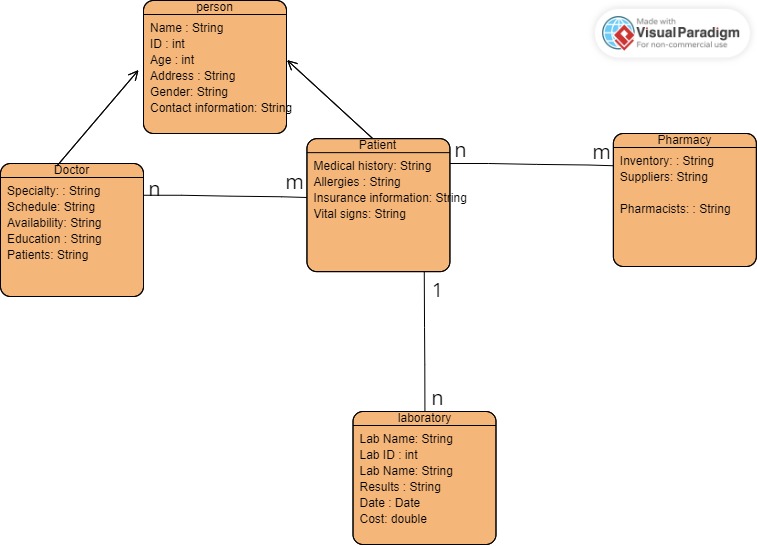 person
Name : String
ID : int
Age : int
Address : String
Gender: String
Contact information: String
Made with
Visual Paradigm
For non-commercial use
Doctor
Specialty: : String
Schedule: String
Availability: String
Education : String
Patients: String
n
m
Patient
Medical history: String
Allergies : String
Insurance information: String
Vital signs: String
n
m
Pharmacy
Inventory: : String
Suppliers: String
Pharmacists: : String
1
n
laboratory
Lab Name: String
Lab ID : int
Lab Name: String
Results : String
Date : Date
Cost: double